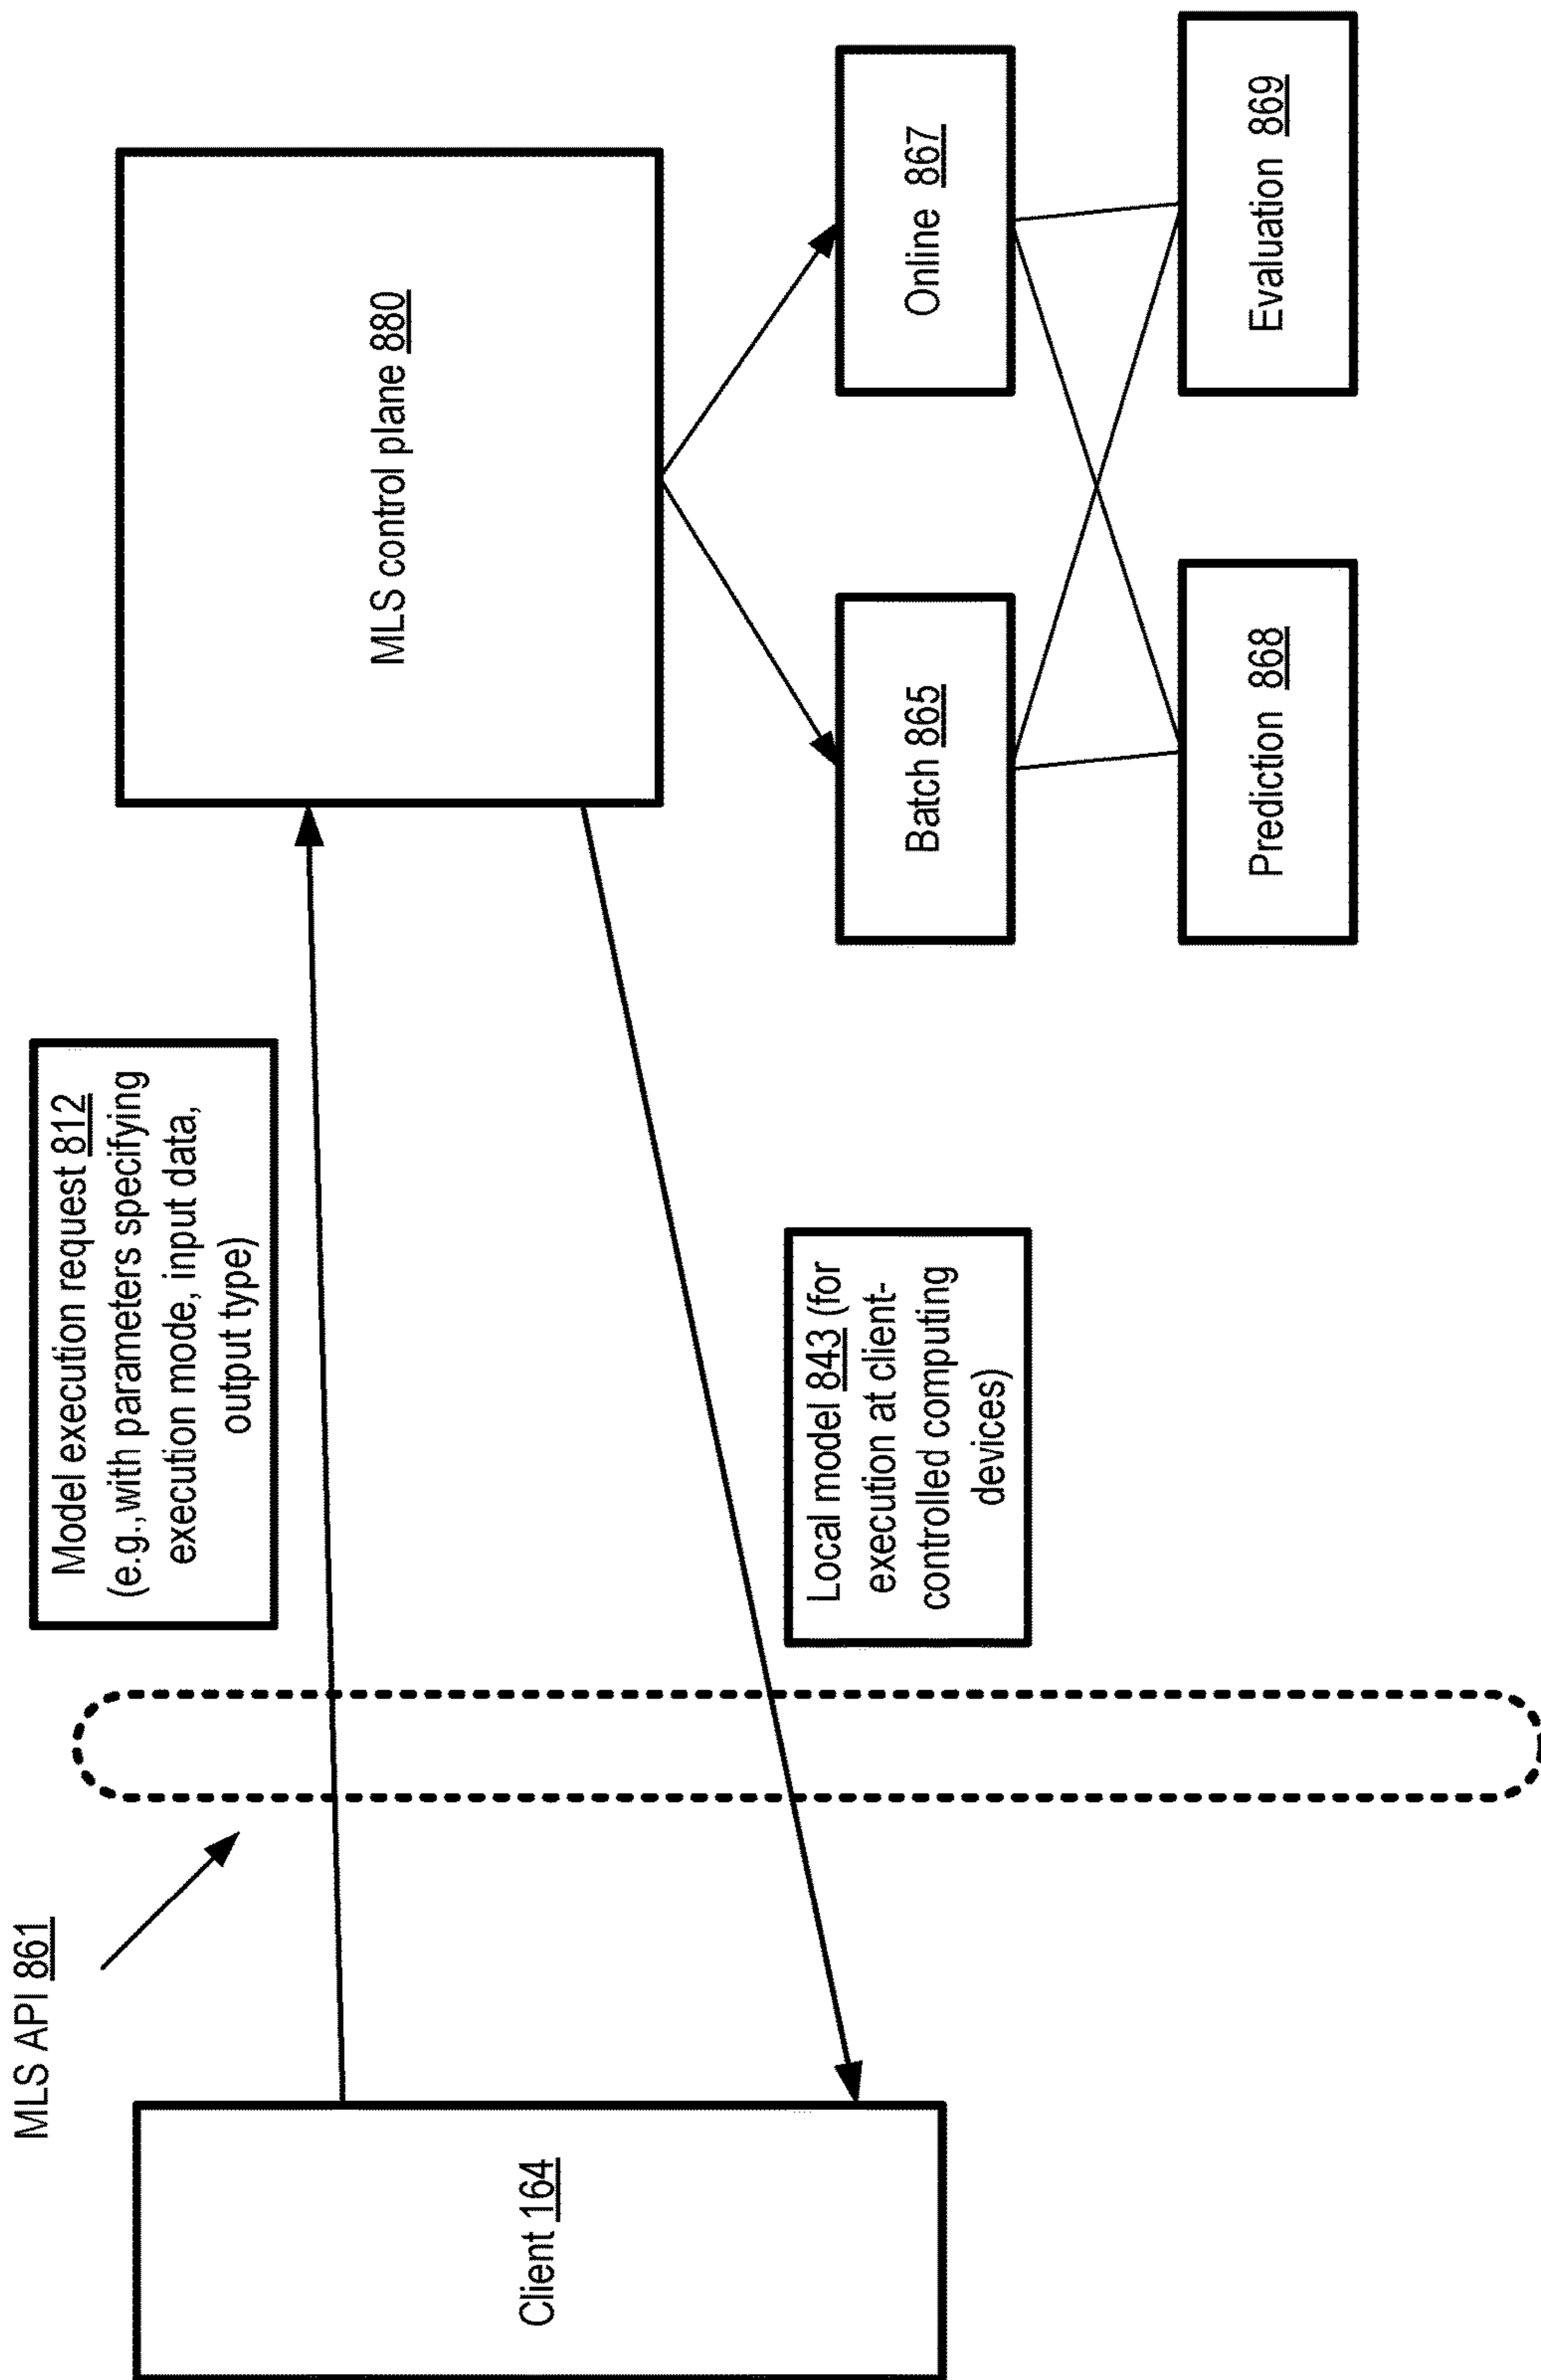 MLS API 861
Client 164
Model execution request 812
(e.g.,with parameters specifying
execution mode, input data,
output type)
Local model 843 (for
execution at client-
controlled computing
devices)
MLS control plane 880
Batch 865
Online 867
Prediction 868
Evaluation 869